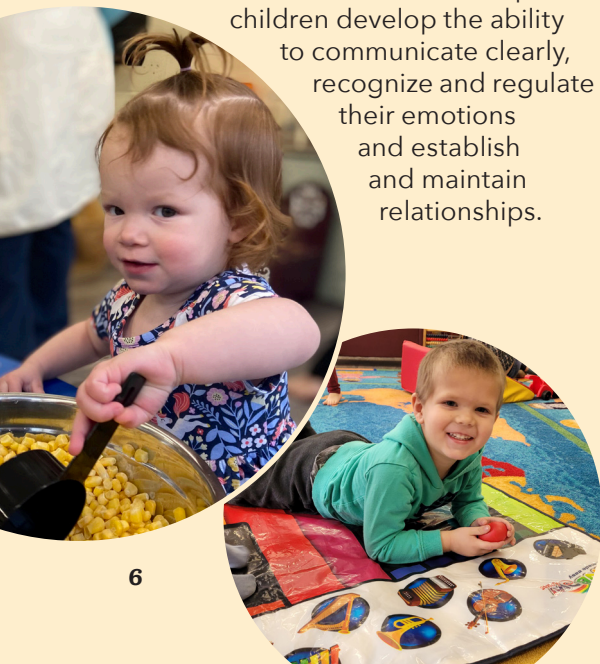 children develop the ability
to communicate clearly,
recognize and regulate
their emotions
and establish
and maintain
relationships.
6